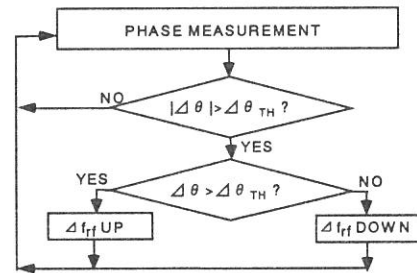 PHASE MEASUREMENT
NO
|Δθ|>Δθ TH ?
YES
YES
Δθ>Δθ TH ?
NO
Δfrf UP
Δfrf DOWN